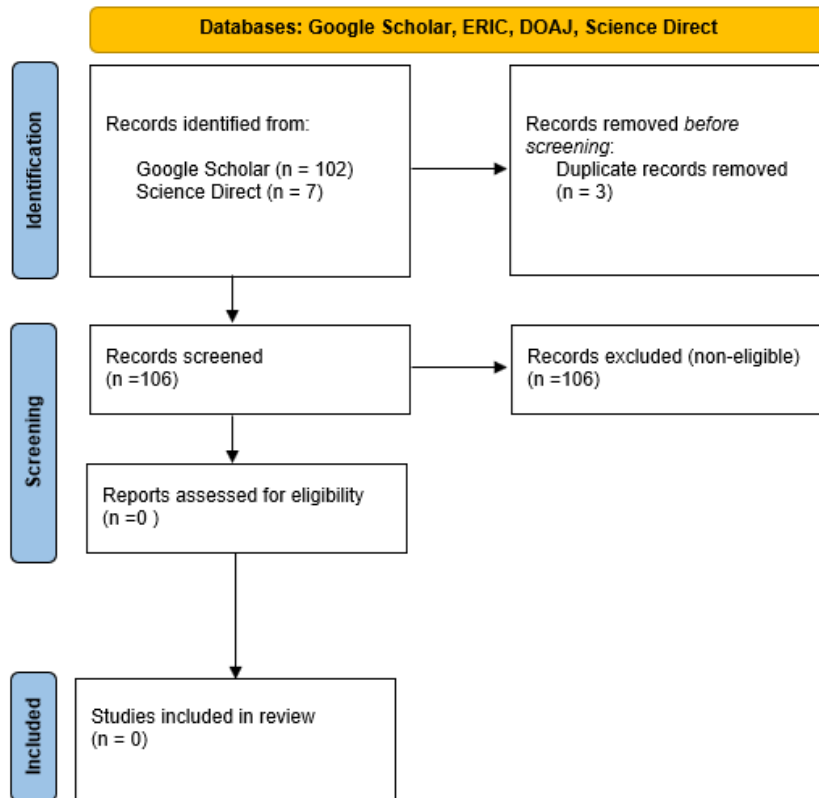 Databases: Google Scholar, ERIC, DOAJ, Science Direct
Identification
Records identified from:
Google Scholar (n = 102)
Science Direct (n = 7)
Records removed before
screening:
Duplicate records removed
(n = 3)
Screening
Records screened
(n =106)
Records excluded (non-eligible)
(n =106)
Reports assessed for eligibility
(n =0 )
Included
Studies included in review
(n = 0)